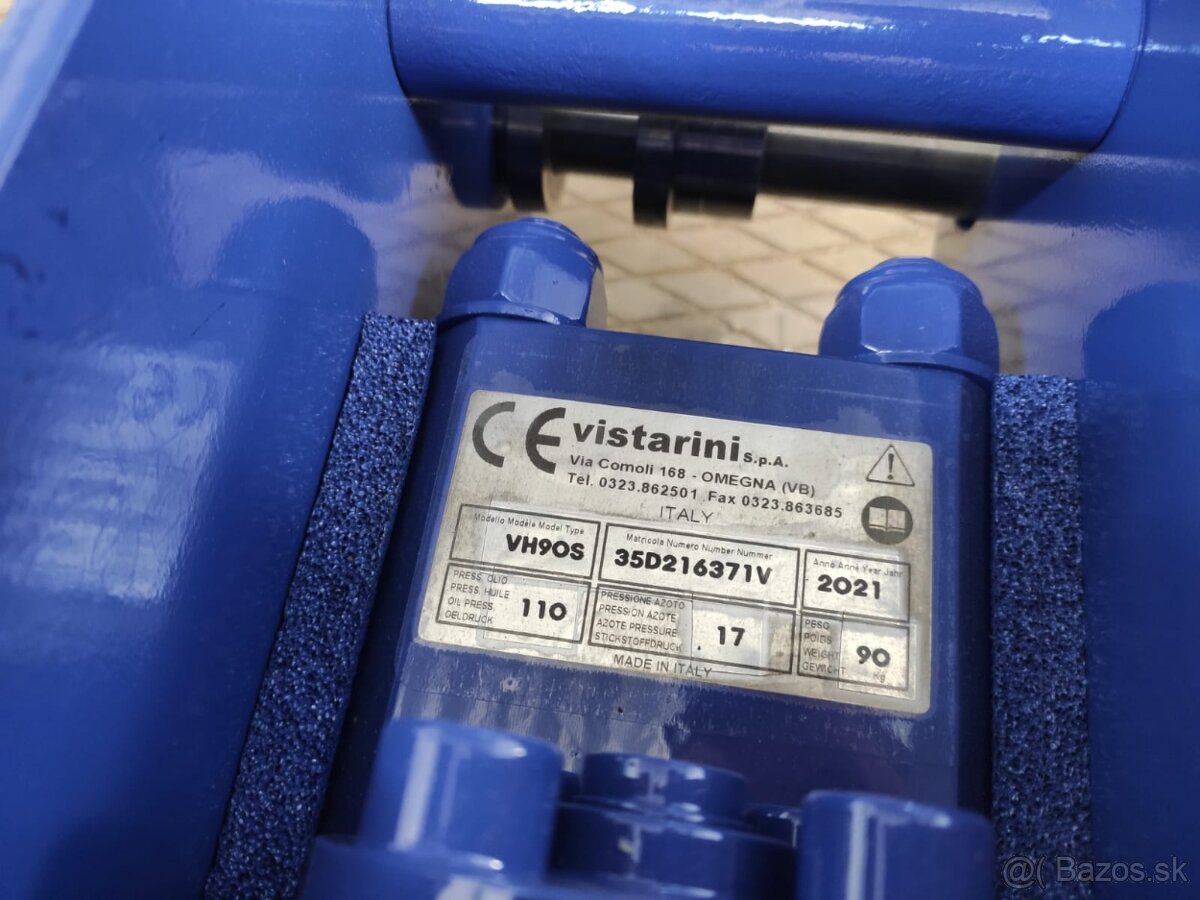 CE vistarini S.p.A.
Via Comoli 168 - OMEGNA (VB)
Tel. 0323.862501 Fax 0323.863685
ITALY
Modello Modèle Model Type
VH90S
Matricola Numero Number Nummer
35D216371V
Anno Anné Year Jahr
2021
PRESS. OLIO
PRESS. HUILE
OIL PRESS.
OELDRUCK
110
PRESSIONE AZOTO
PRESSION AZOTE
AZOTE PRESSURE
STICKSTOFFDRUCK
17
PESO
POIDS
WEIGHT
GEWICHT
90
Kg
MADE IN ITALY
@( Bazos.sk